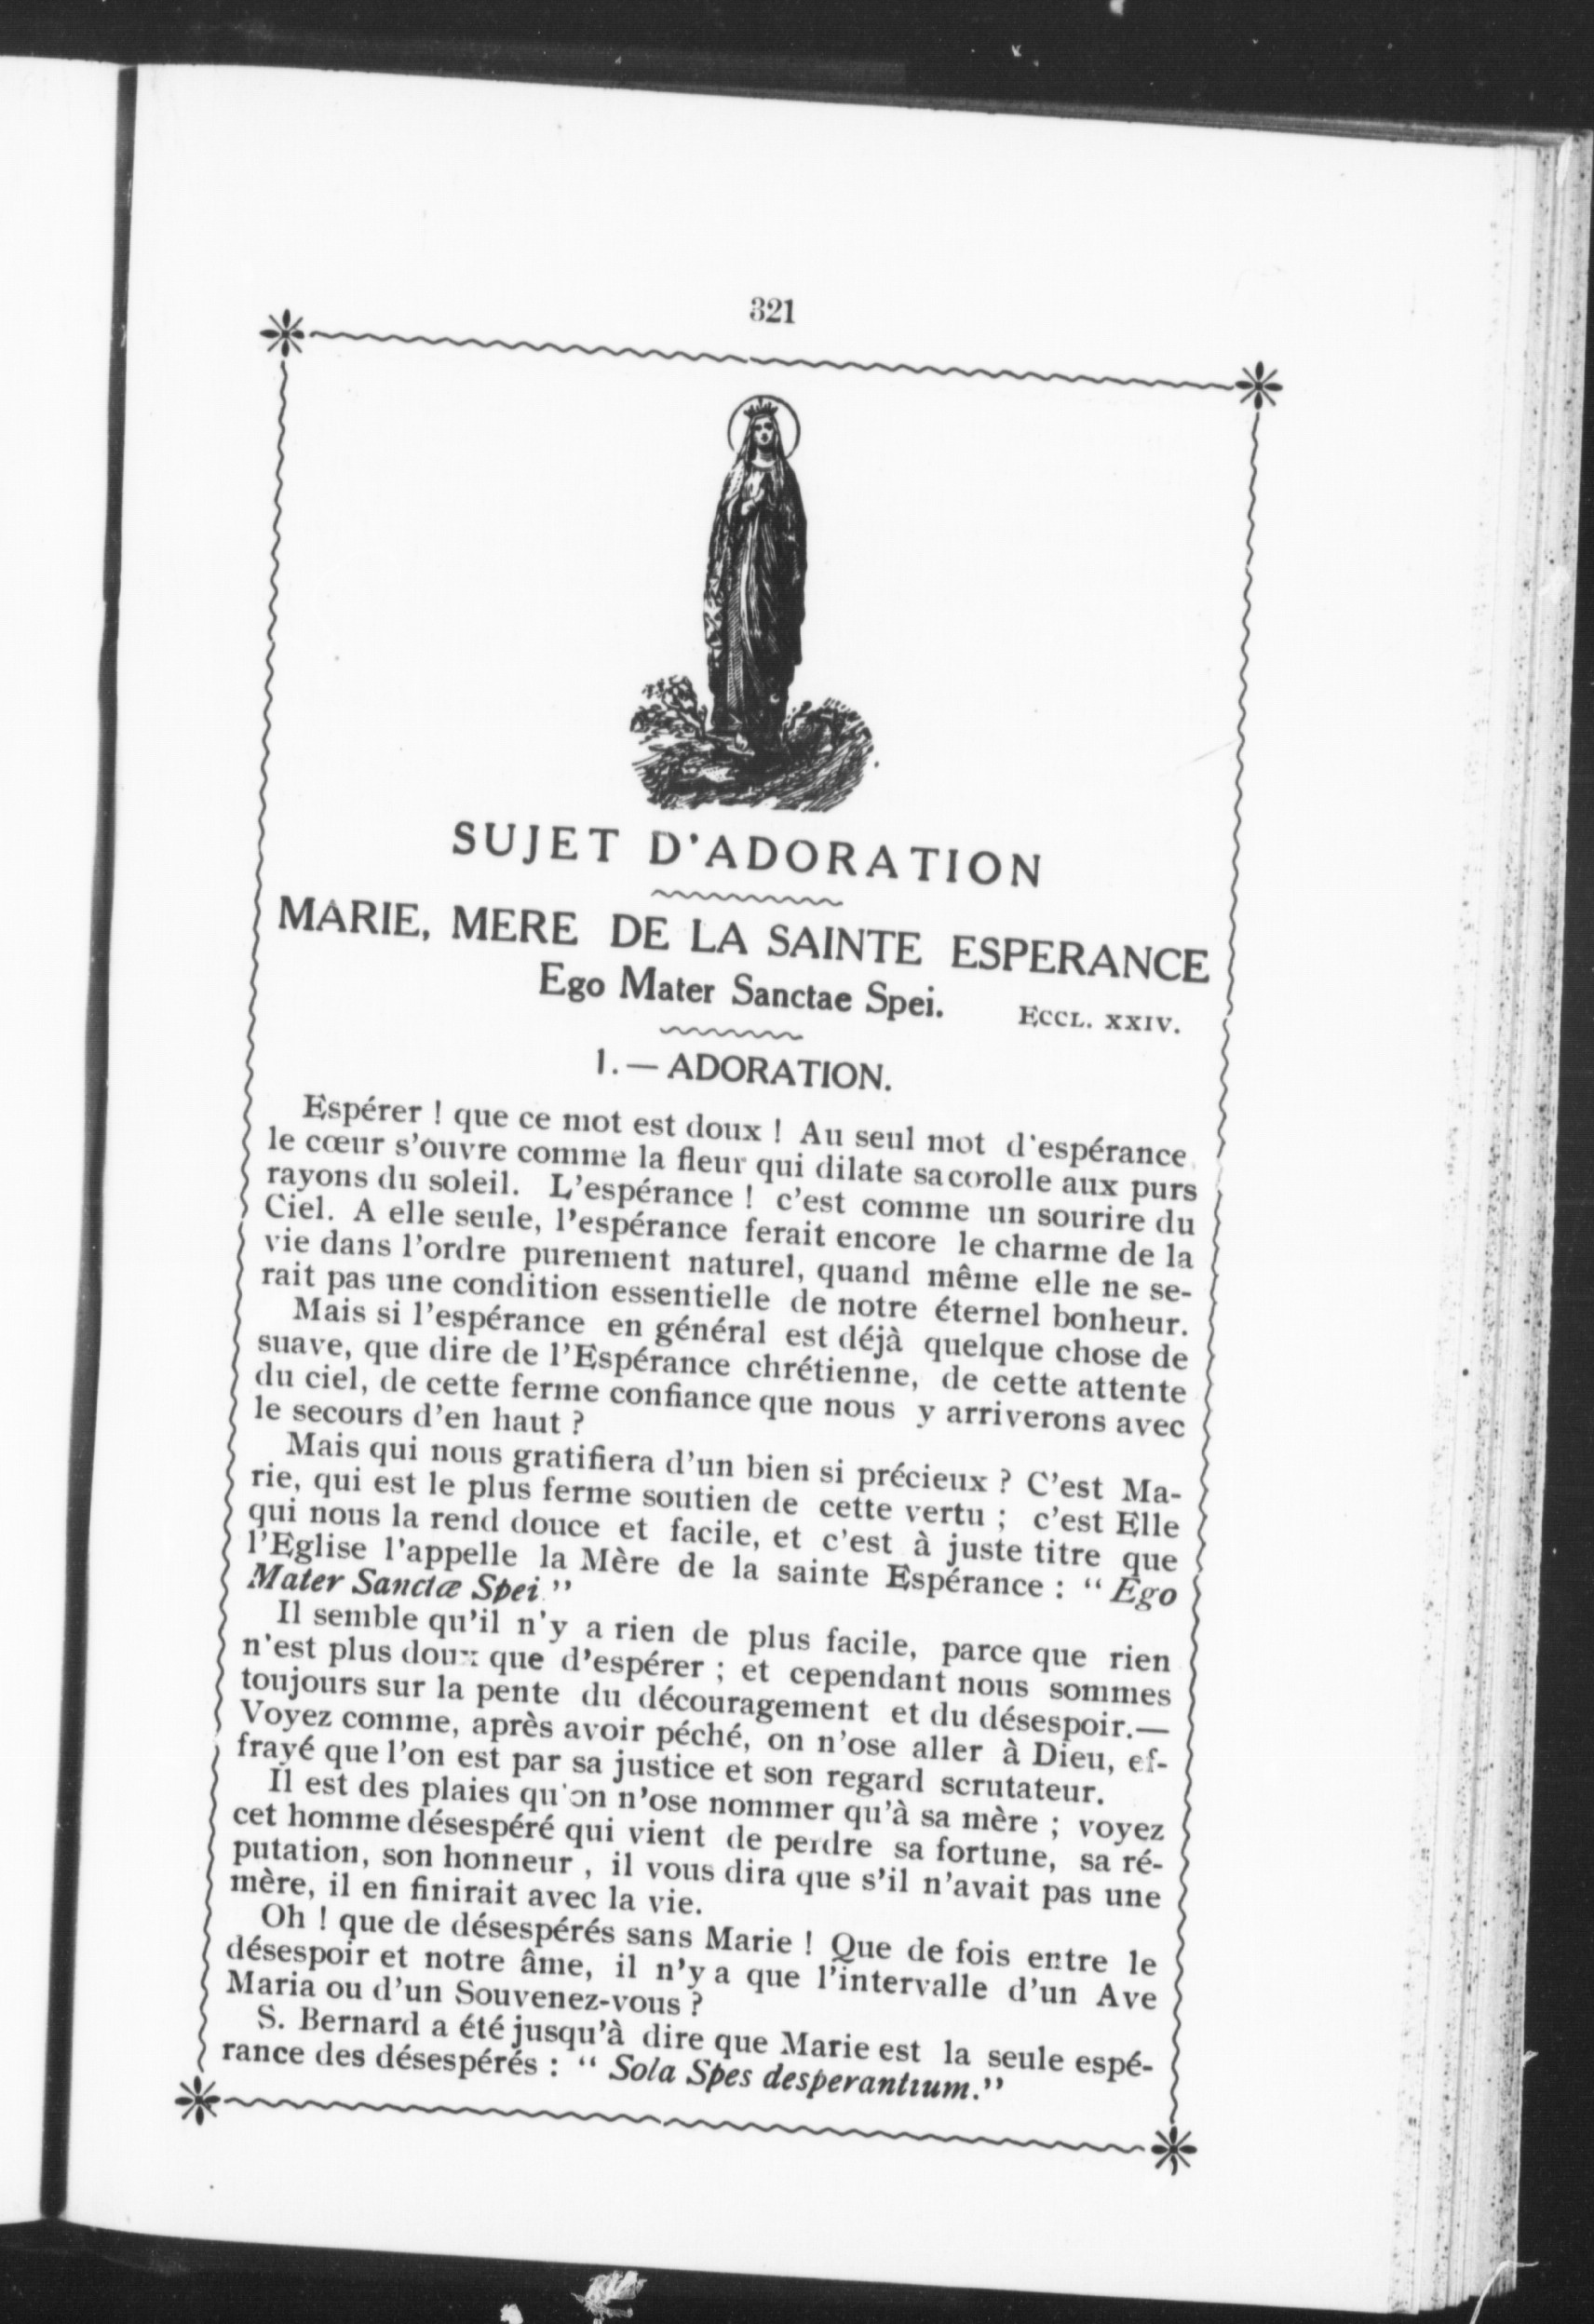 321
SUJET D'ADORATION
MARIE, MERE DE LA SAINTE ESPERANCE
Ego Mater Sanctae Spei. ECCL. XXIV.
1. — ADORATION.
Espérer ! que ce mot est doux ! Au seul mot d'espérance
le cœur s'ouvre comme la fleur qui dilate sa corolle aux purs
rayons du soleil. L'espérance ! c'est comme un sourire du
Ciel. A elle seule, l'espérance ferait encore le charme de la
vie dans l'ordre purement naturel, quand même elle ne se-
rait pas une condition essentielle de notre éternel bonheur.
Mais si l'espérance en général est déjà quelque chose de
suave, que dire de l'Espérance chrétienne, de cette attente
du ciel, de cette ferme confiance que nous y arriverons avec
le secours d'en haut ?
Mais qui nous gratifiera d'un bien si précieux ? C'est Ma-
rie, qui est le plus ferme soutien de cette vertu ; c'est Elle
qui nous la rend douce et facile, et c'est à juste titre que
l'Eglise l'appelle la Mère de la sainte Espérance : “ Ego
Mater Sanctæ Spei.”
Il semble qu'il n'y a rien de plus facile, parce que rien
n'est plus doux que d'espérer ; et cependant nous sommes
toujours sur la pente du découragement et du désespoir.—
Voyez comme, après avoir péché, on n'ose aller à Dieu, ef-
frayé que l'on est par sa justice et son regard scrutateur.
Il est des plaies qu'on n'ose nommer qu'à sa mère ; voyez
cet homme désespéré qui vient de perdre sa fortune, sa ré-
putation, son honneur , il vous dira que s'il n'avait pas une
mère, il en finirait avec la vie.
Oh ! que de désespérés sans Marie ! Que de fois entre le
désespoir et notre âme, il n'y a que l'intervalle d'un Ave
Maria ou d'un Souvenez-vous ?
S. Bernard a été jusqu'à dire que Marie est la seule espé-
rance des désespérés : “ Sola Spes desperantium.”